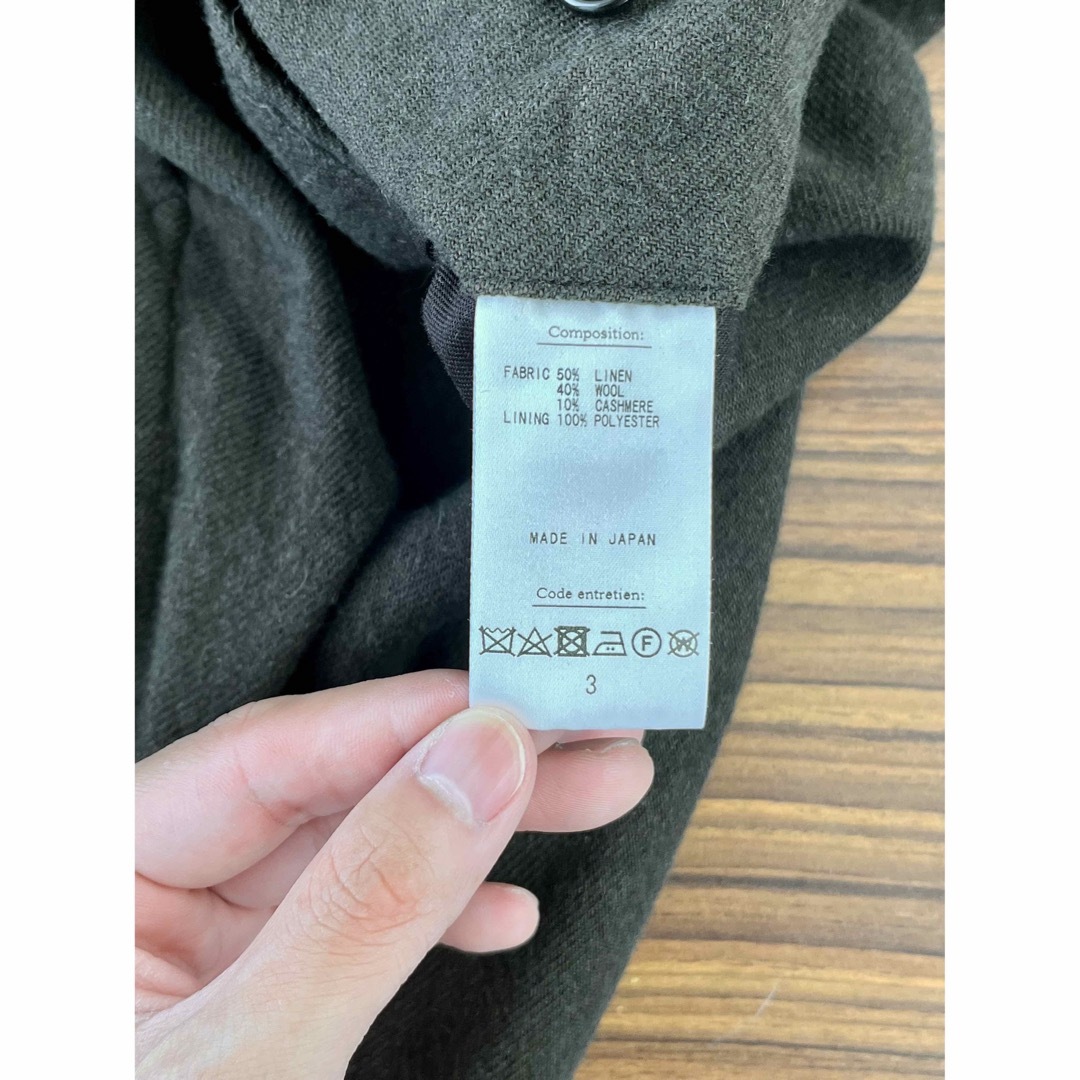 Composition:
FABRIC 50% LINEN
40% WOOL
10% CASHMERE
LINING 100% POLYESTER
MADE IN JAPAN
Code entretien:
F W
3